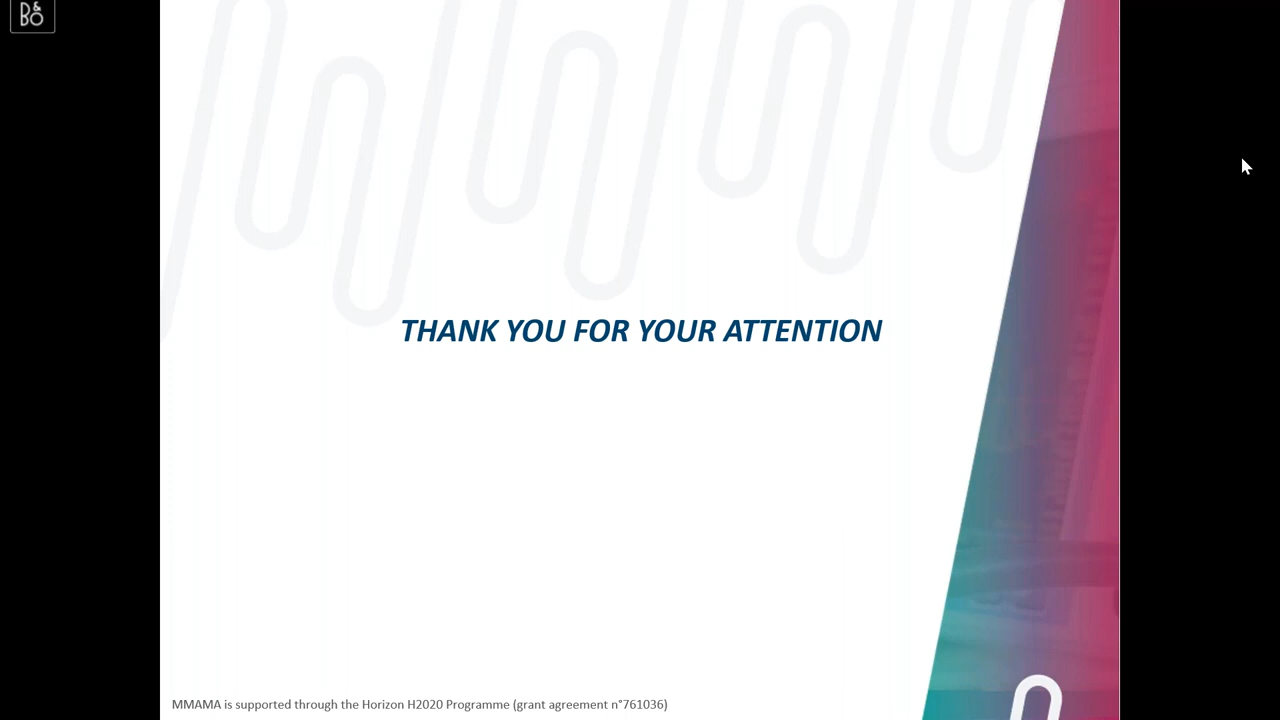 B&O
THANK YOU FOR YOUR ATTENTION
MMAMA is supported through the Horizon H2020 Programme (grant agreement n°761036)